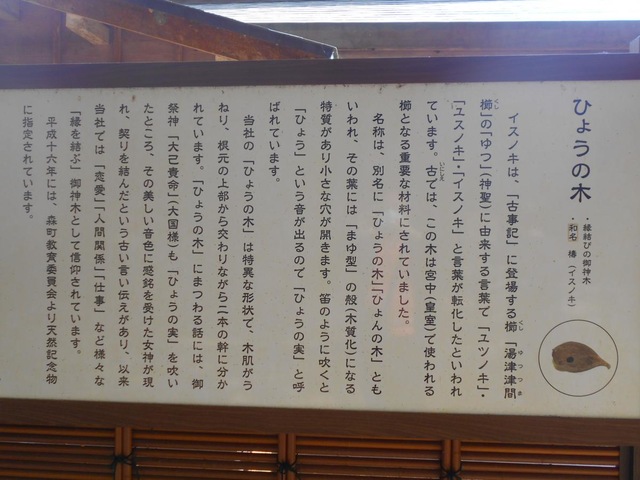 ひょうの木
・縁結びの御神木
・和名 檮(イスノキ)
イスノキは、「古事記」に登場する櫛「湯津津間
櫛」の「ゆつ」(神聖)に由来する言葉で「ユツノキ」・
「ユスノキ」・「イスノキ」と言葉が転化したといわれ
ています。古では、この木は宮中(皇室)で使われる
櫛となる重要な材料にされていました。
名称は、別名に「ひょうの木」「ひょんの木」とも
いわれ、その葉には「まゆ型」の殻(木質化)になる
特質があり小さな穴が開きます。笛のように吹くと
「ひょう」という音が出るので「ひょうの実」と呼
ばれています。
当社の「ひょうの木」は特異な形状で、木肌がう
ねり、根元の上部から交わりながら二本の幹に分か
れています。「ひょうの木」にまつわる話には、御
祭神「大己貴命」(大国様)も「ひょうの実」を吹い
たところ、その美しい音色に感銘を受けた女神が現
れ、契りを結んだという古い言い伝えがあり、以来
当社では「恋愛」「人間関係」「仕事」など様々な
「縁を結ぶ」御神木として信仰されています。
平成十六年には、森町教育委員会より天然記念物
に指定されています。